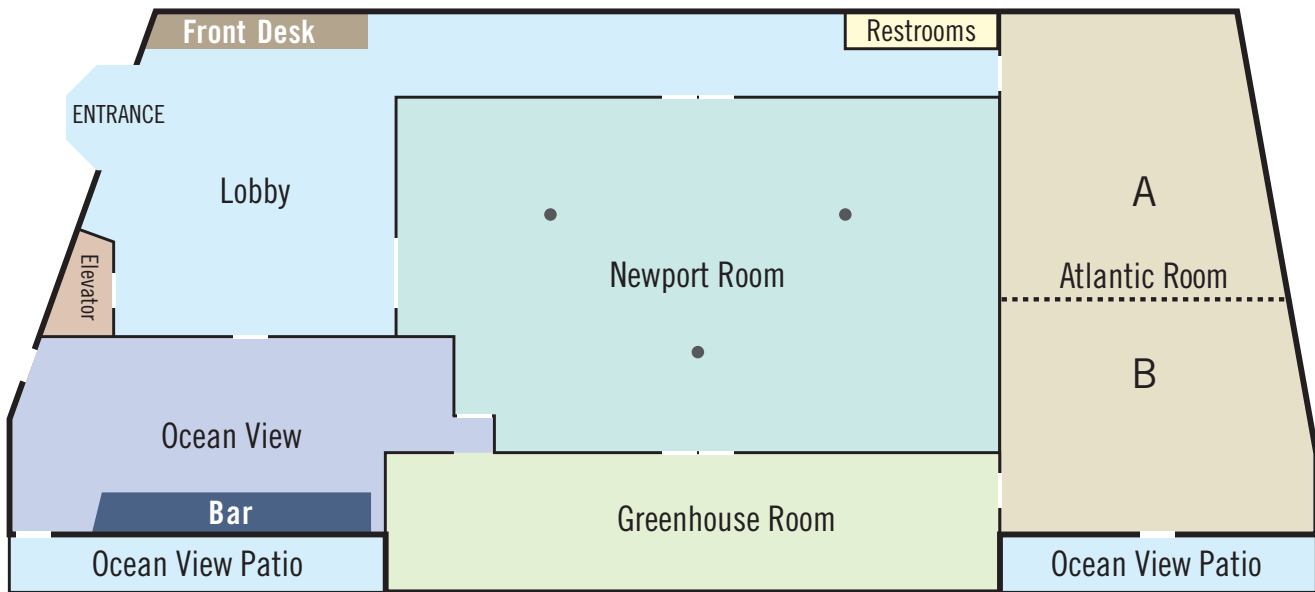 Front Desk
Restrooms
ENTRANCE
Lobby
A
Elevator
Newport Room
Atlantic Room
B
Ocean View
Bar
Greenhouse Room
Ocean View Patio
Ocean View Patio